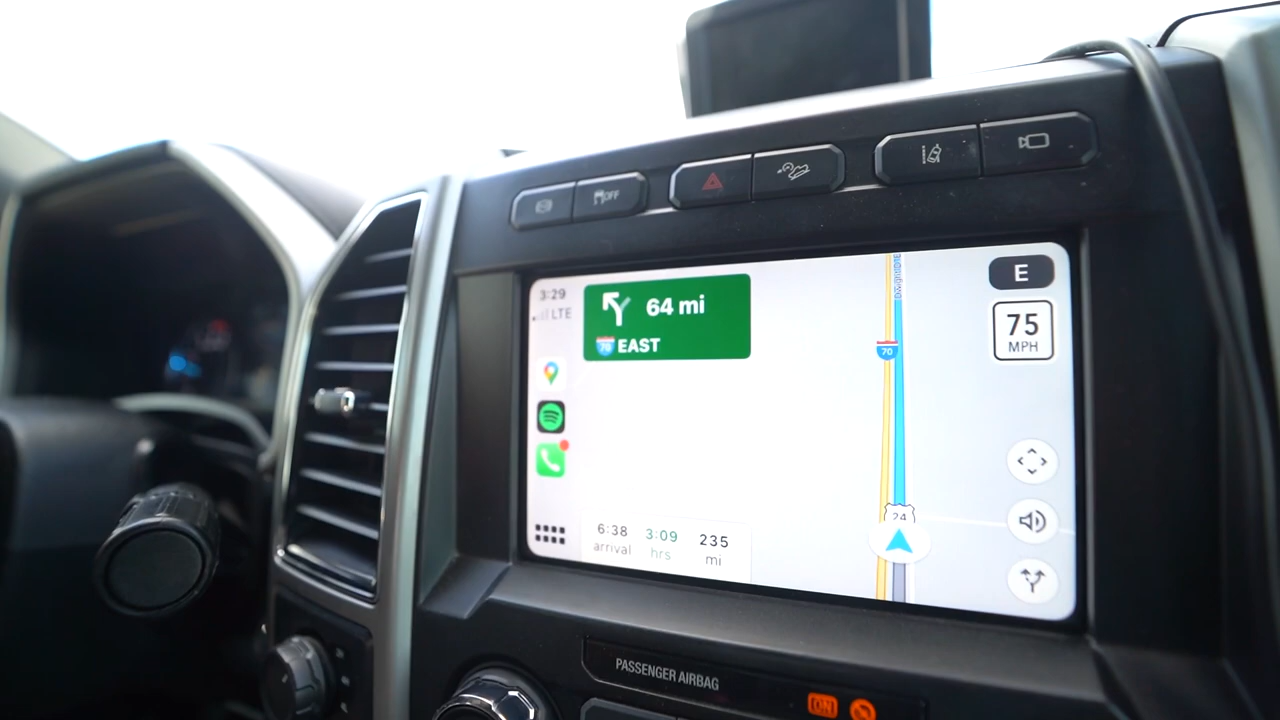 OFF
3:29
LTE
64 mi
70 EAST
E
75
MPH
70
24
6:38 3:09 235
arrival hrs mi
PASSENGER AIRBAG
ON